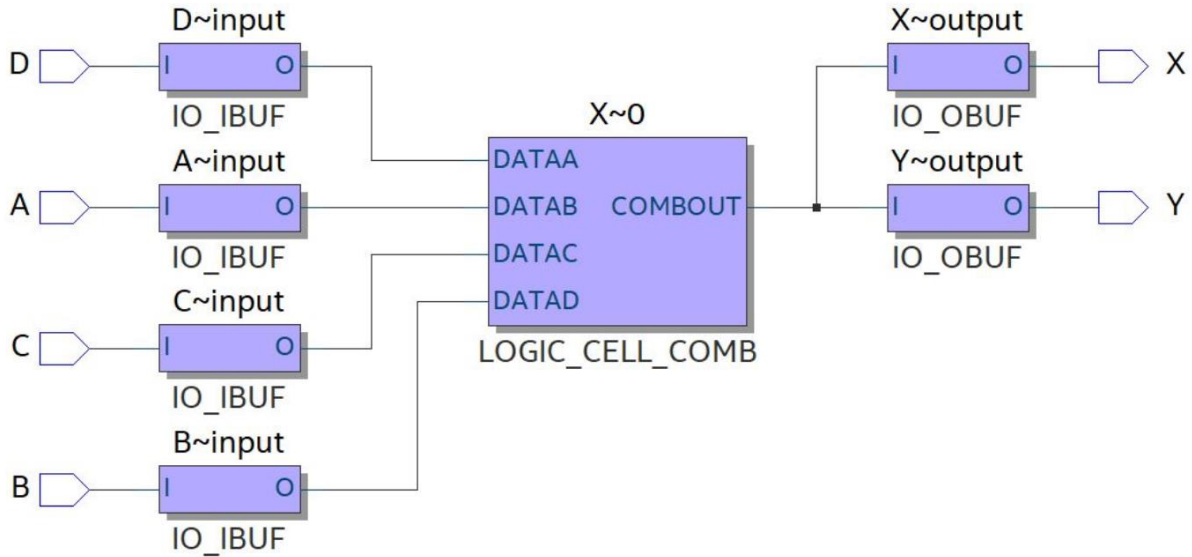 D~input
D
I
O
IO_IBUF
A~input
A
I
O
IO_IBUF
C~input
C
I
O
IO_IBUF
B~input
B
I
O
IO_IBUF
X~0
DATAA
DATAB
COMBOUT
DATAC
DATAD
LOGIC_CELL_COMB
X~output
I
O
X
IO_OBUF
Y~output
I
O
Y
IO_OBUF